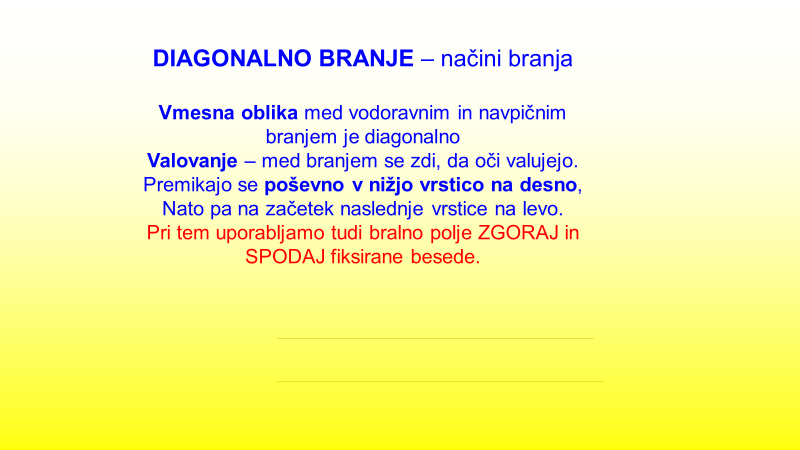 DIAGONALNO BRANJE – načini branja
Vmesna oblika med vodoravnim in navpičnim
branjem je diagonalno
Valovanje – med branjem se zdi, da oči valujejo.
Premikajo se poševno v nižjo vrstico na desno,
Nato pa na začetek naslednje vrstice na levo.
Pri tem uporabljamo tudi bralno polje ZGORAJ in
SPODAJ fiksirane besede.